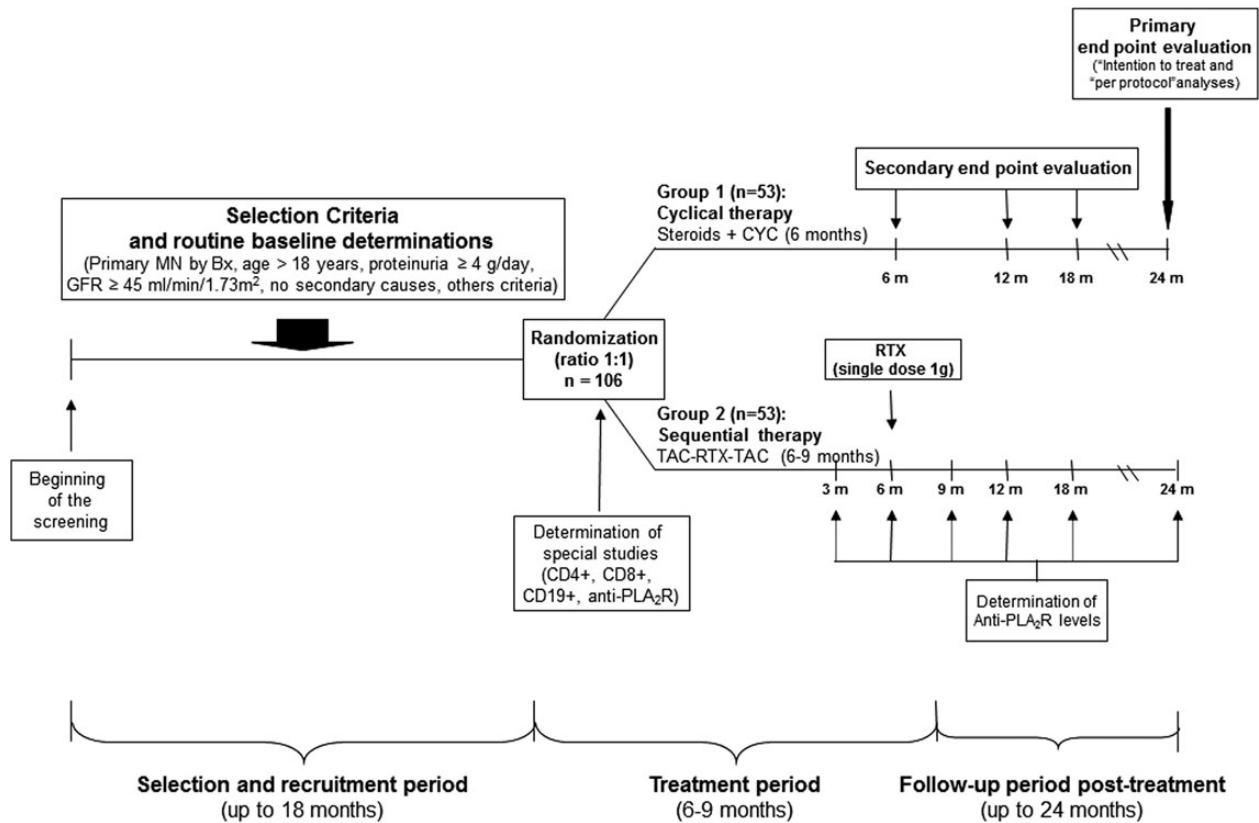 Primary
end point evaluation
("Intention to treat and
"per protocol"analyses)
Secondary end point evaluation
Selection Criteria
and routine baseline determinations
(Primary MN by Bx, age > 18 years, proteinuria ≥ 4 g/day,
GFR ≥ 45 ml/min/1.73m², no secondary causes, others criteria)
Group 1 (n=53):
Cyclical therapy
Steroids + CYC (6 months)
6 m 12 m 18 m 24 m
Randomization
(ratio 1:1)
n = 106
RTX
(single dose 1g)
Group 2 (n=53):
Sequential therapy
TAC-RTX-TAC (6-9 months)
3 m 6 m 9 m 12 m 18 m 24 m
Beginning
of the
screening
Determination of
special studies
(CD4+, CD8+,
CD19+, anti-PLA₂R)
Determination of
Anti-PLA₂R levels
Selection and recruitment period
(up to 18 months)
Treatment period
(6-9 months)
Follow-up period post-treatment
(up to 24 months)